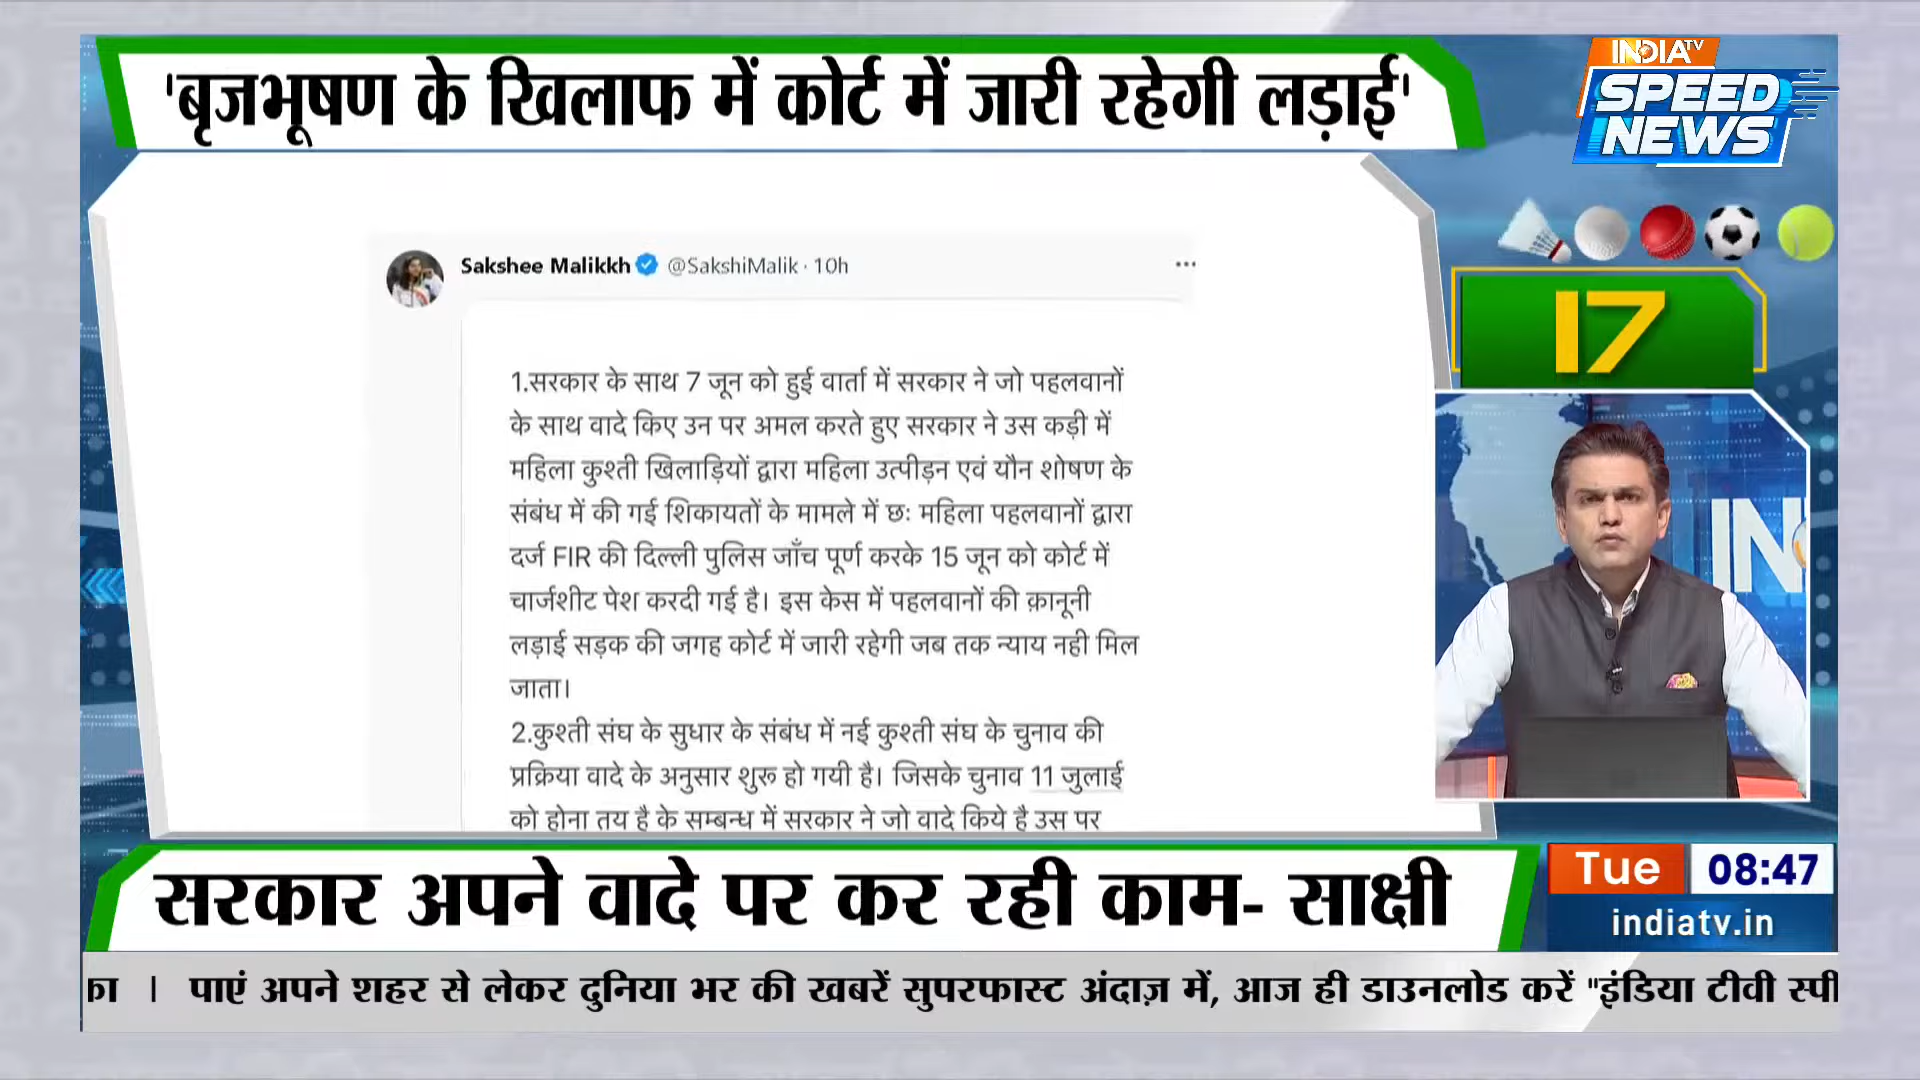 'बृजभूषण के खिलाफ में कोर्ट में जारी रहेगी लड़ाई'
INDIA TV
SPEED
NEWS
Sakshee Malikkh @SakshiMalik · 10h
1.सरकार के साथ 7 जून को हुई वार्ता में सरकार ने जो पहलवानों
के साथ वादे किए उन पर अमल करते हुए सरकार ने उस कड़ी में
महिला कुश्ती खिलाड़ियों द्वारा महिला उत्पीड़न एवं यौन शोषण के
संबंध में की गई शिकायतों के मामले में छः महिला पहलवानों द्वारा
दर्ज FIR की दिल्ली पुलिस जाँच पूर्ण करके 15 जून को कोर्ट में
चार्जशीट पेश करदी गई है। इस केस में पहलवानों की क़ानूनी
लड़ाई सड़क की जगह कोर्ट में जारी रहेगी जब तक न्याय नही मिल
जाता।
2.कुश्ती संघ के सुधार के संबंध में नई कुश्ती संघ के चुनाव की
प्रक्रिया वादे के अनुसार शुरू हो गयी है। जिसके चुनाव 11 जुलाई
को होना तय है के सम्बन्ध में सरकार ने जो वादे किये है उस पर
17
IN
सरकार अपने वादे पर कर रही काम- साक्षी
Tue 08:47
indiatv.in
का | पाएं अपने शहर से लेकर दुनिया भर की खबरें सुपरफास्ट अंदाज़ में, आज ही डाउनलोड करें "इंडिया टीवी स्पी